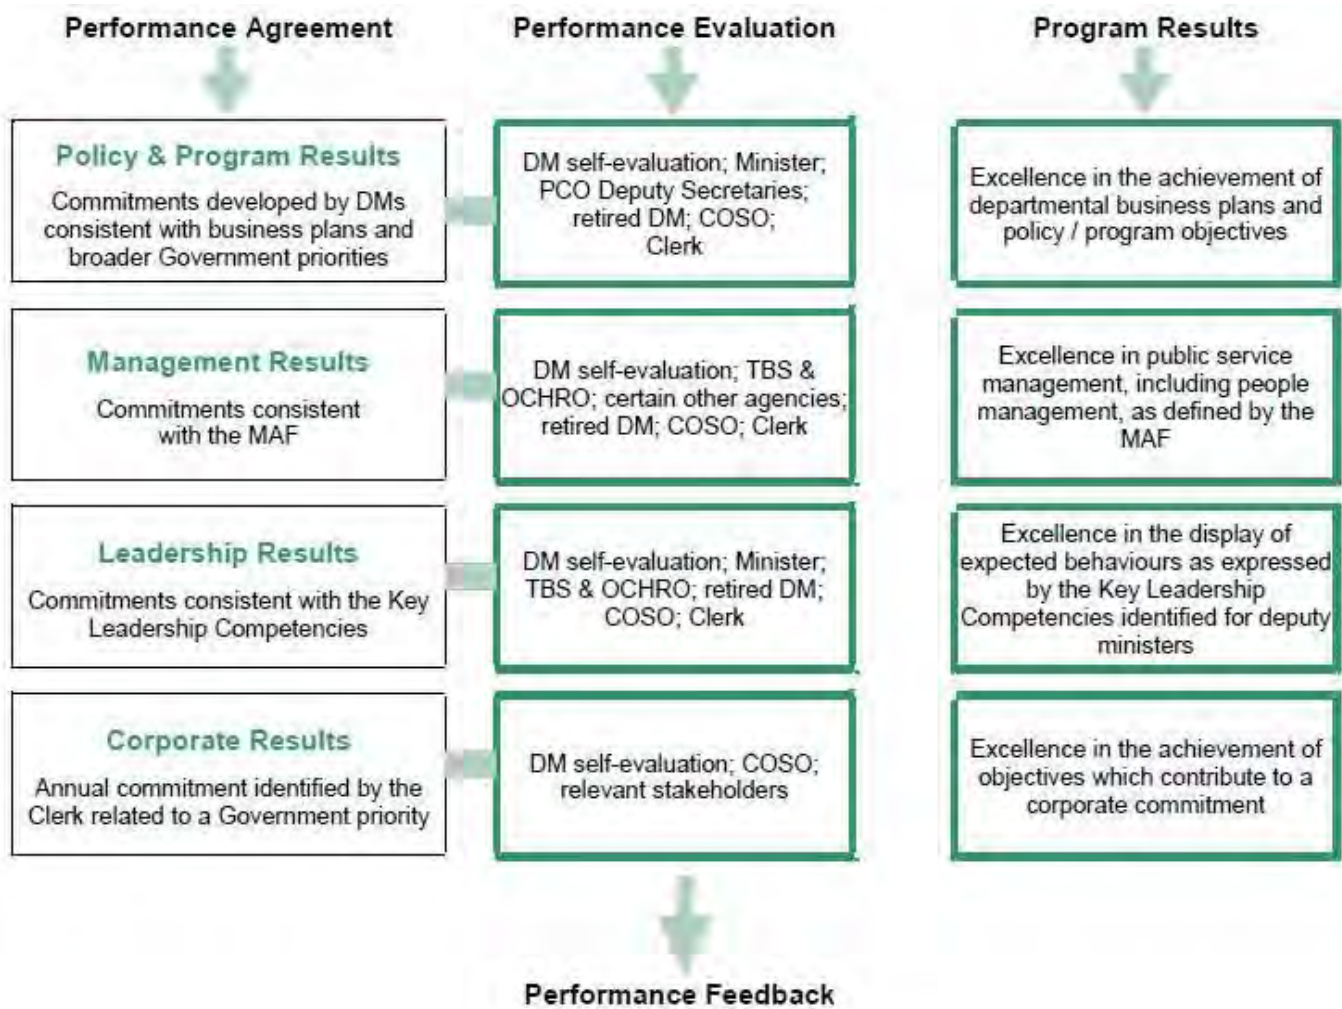 Performance Agreement
Performance Evaluation
Program Results
Policy & Program Results
Commitments developed by DMs
consistent with business plans and
broader Government priorities
DM self-evaluation; Minister;
PCO Deputy Secretaries;
retired DM; COSO;
Clerk
Excellence in the achievement of
departmental business plans and
policy / program objectives
Management Results
Commitments consistent
with the MAF
DM self-evaluation; TBS &
OCHRO; certain other agencies;
retired DM; COSO; Clerk
Excellence in public service
management, including people
management, as defined by the
MAF
Leadership Results
Commitments consistent with the Key
Leadership Competencies
DM self-evaluation; Minister;
TBS & OCHRO; retired DM;
COSO; Clerk
Excellence in the display of
expected behaviours as expressed
by the Key Leadership
Competencies identified for deputy
ministers
Corporate Results
Annual commitment identified by the
Clerk related to a Government priority
DM self-evaluation; COSO;
relevant stakeholders
Excellence in the achievement of
objectives which contribute to a
corporate commitment
Performance Feedback